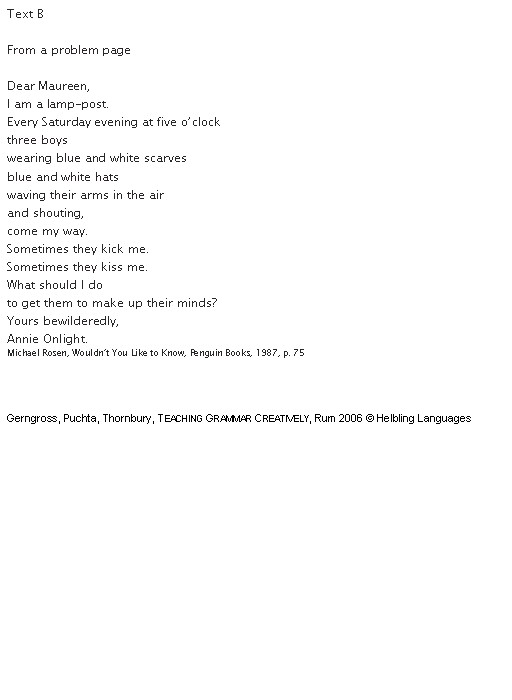 Text B
From a problem page
Dear Maureen,
I am a lamp-post.
Every Saturday evening at five o'clock
three boys
wearing blue and white scarves
blue and white hats
waving their arms in the air
and shouting,
come my way.
Sometimes they kick me.
Sometimes they kiss me.
What should I do
to get them to make up their minds?
Yours bewilderedly,
Annie Onlight.
Michael Rosen, Wouldn't You Like to Know, Penguin Books, 1987, p. 75
Gerngross, Puchta, Thornbury, TEACHING GRAMMAR CREATIVELY, Rum 2006 © Helbling Languages